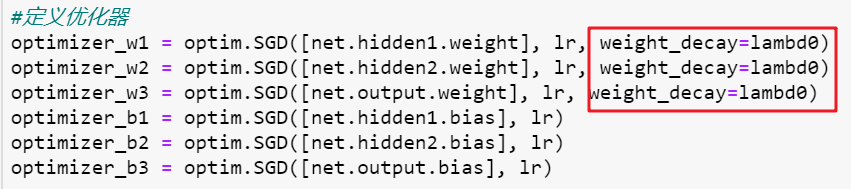 #定义优化器
optimizer_w1 = optim.SGD([net.hidden1.weight], lr, weight_decay=lambd0)
optimizer_w2 = optim.SGD([net.hidden2.weight], lr, weight_decay=lambd0)
optimizer_w3 = optim.SGD([net.output.weight], lr, weight_decay=lambd0)
optimizer_b1 = optim.SGD([net.hidden1.bias], lr)
optimizer_b2 = optim.SGD([net.hidden2.bias], lr)
optimizer_b3 = optim.SGD([net.output.bias], lr)